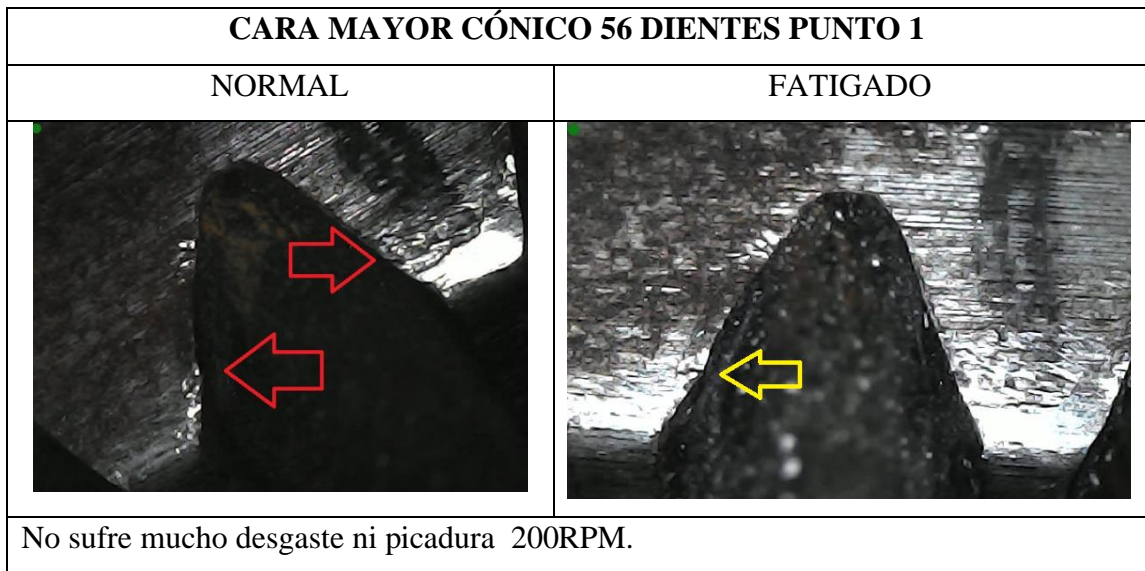 CARA MAYOR CÓNICO 56 DIENTES PUNTO 1
NORMAL
FATIGADO
No sufre mucho desgaste ni picadura  200RPM.